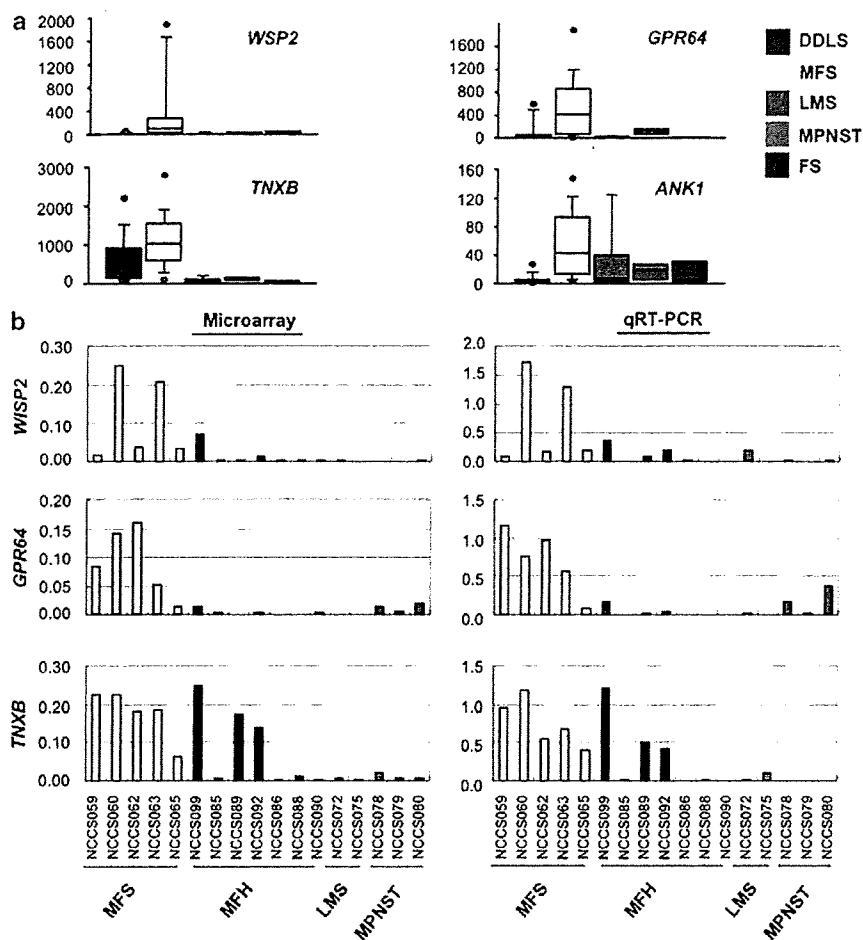 a
WSP2
2000
1600
1200
800
400
0
GPR64
1600
1200
800
400
0
DDLS
MFS
LMS
MPNST
FS
TNXB
3000
2000
1000
0
ANK1
160
120
80
40
0
b
Microarray
qRT-PCR
WISP2
0.30
0.20
0.10
0.00
2.0
1.5
1.0
0.5
0.0
GPR64
0.20
0.15
0.10
0.05
0.00
1.5
1.0
0.5
0.0
TNXB
0.30
0.20
0.10
0.00
1.5
1.0
0.5
0.0
NCCS059
NCCS060
NCCS062
NCCS063
NCCS065
NCCS099
NCCS085
NCCS089
NCCS092
NCCS086
NCCS088
NCCS090
NCCS072
NCCS075
NCCS078
NCCS079
NCCS080
MFS
MFH
LMS
MPNST
NCCS059
NCCS060
NCCS062
NCCS063
NCCS065
NCCS099
NCCS085
NCCS089
NCCS092
NCCS086
NCCS088
NCCS090
NCCS072
NCCS075
NCCS078
NCCS079
NCCS080
MFS
MFH
LMS
MPNST